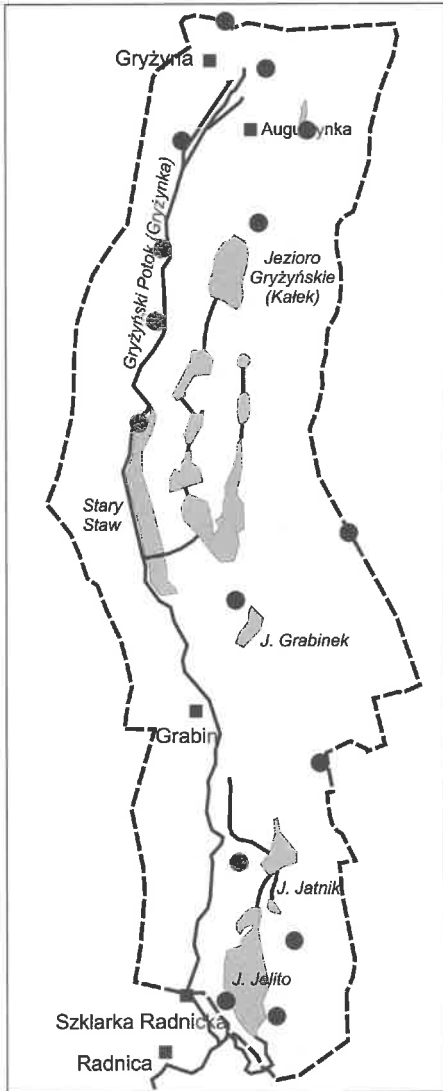 Gryżyna
Augustynka
Gryżyński Potok (Gryżynka)
Jezioro
Gryżyńskie
(Kałek)
Stary
Staw
J. Grabinek
Grabin
J. Jatnik
J. Jelito
Szklarka Radnicka
Radnica